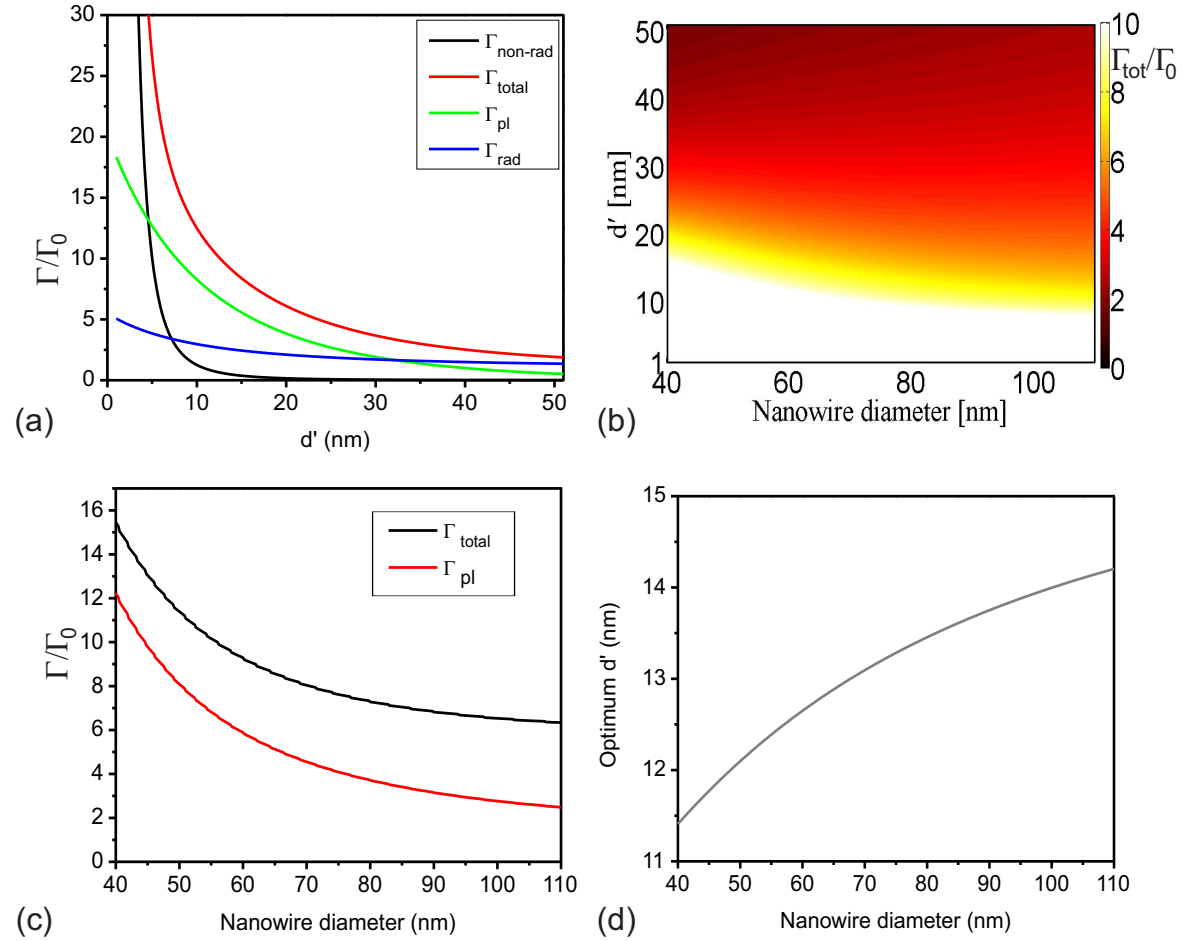 30
25
20
15
10
5
0
0 10 20 30 40 50
Γ/Γ0
d' (nm)
Γnon-rad
Γtotal
Γpl
Γrad
(a)
50
40
30
20
10
1
40 60 80 100
d′ [nm]
Nanowire diameter [nm]
10
8
6
4
2
0
Γtot/Γ0
(b)
16
14
12
10
8
6
4
2
0
40 50 60 70 80 90 100 110
Γ/Γ0
Nanowire diameter (nm)
Γ total
Γ pl
(c)
15
14
13
12
11
40 50 60 70 80 90 100 110
Optimum d' (nm)
Nanowire diameter (nm)
(d)